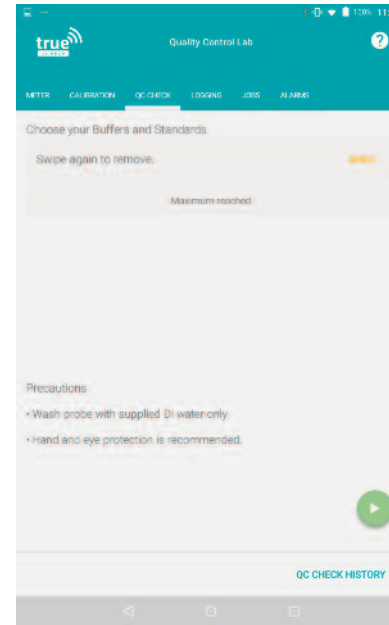 100% 11:
true
Quality Control Lab
?
METER CALIBRATION QC CHECK LOGGING JOBS ALARMS
Choose your Buffers and Standards
Swipe again to remove.
Maximum reached
Precautions
• Wash probe with supplied DI water only
• Hand and eye protection is recommended.
QC CHECK HISTORY